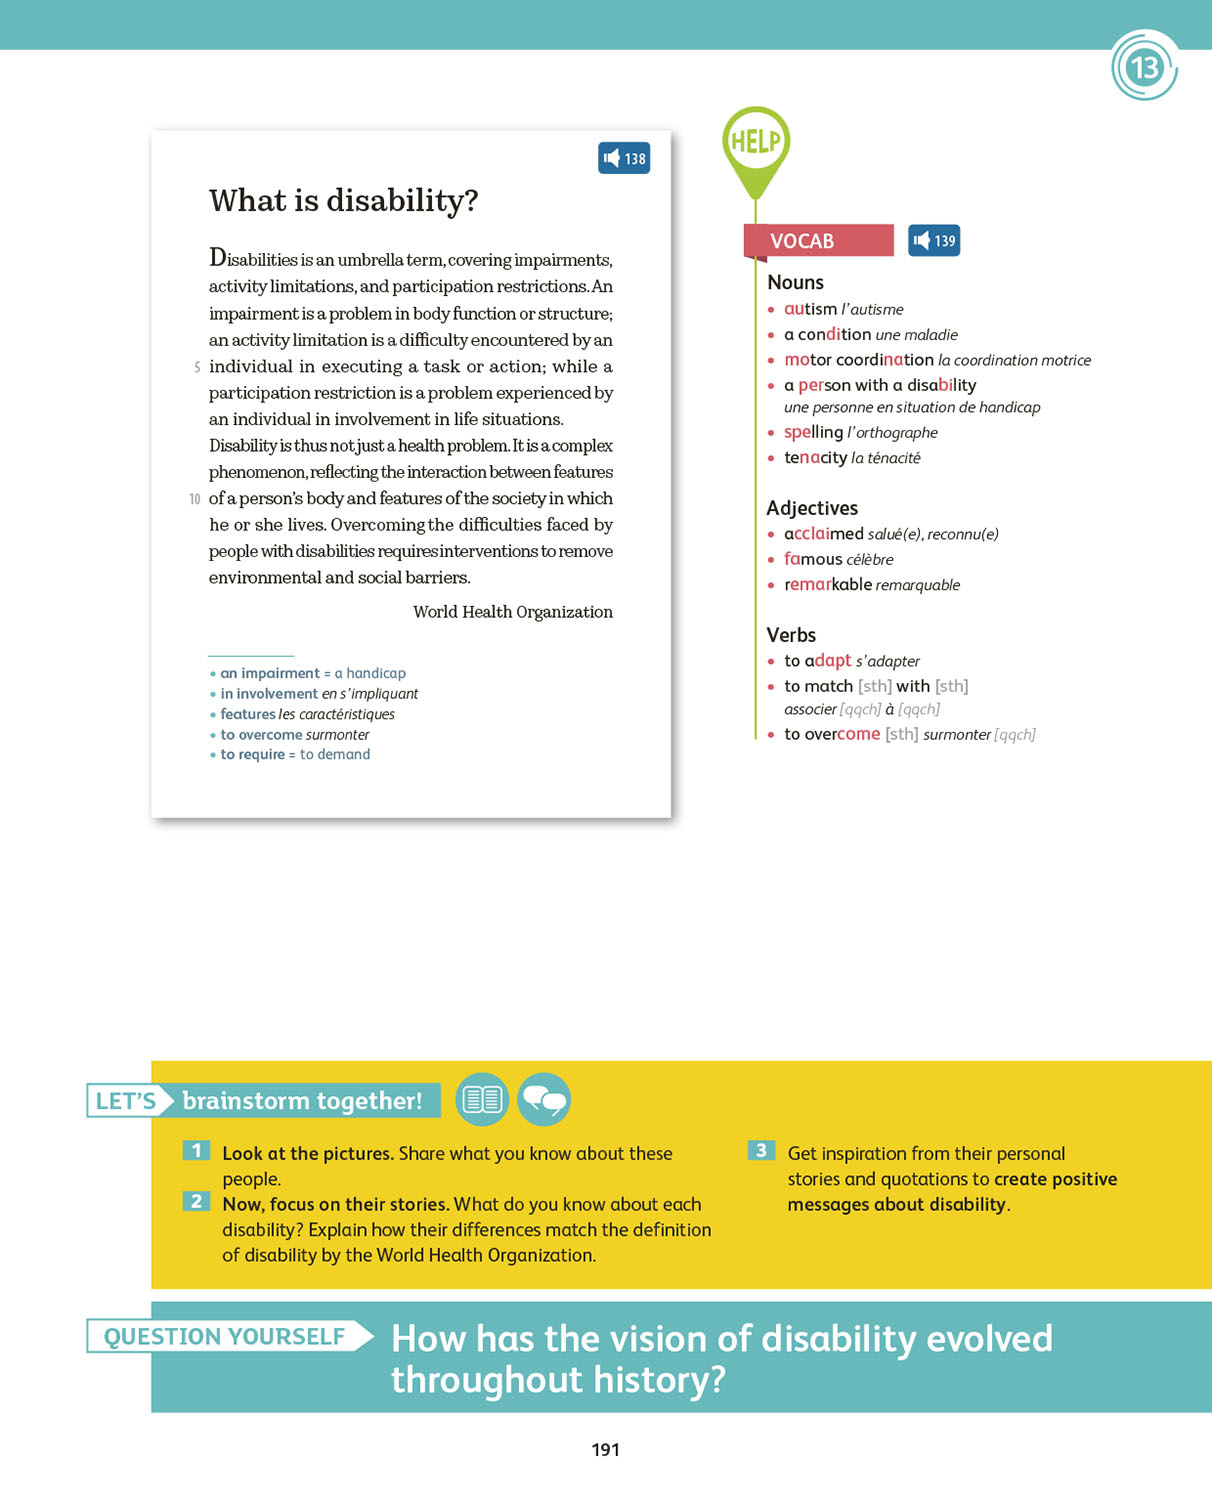 13
138
What is disability?
Disabilities is an umbrella term, covering impairments,
activity limitations, and participation restrictions. An
impairment is a problem in body function or structure;
an activity limitation is a difficulty encountered by an
5 individual in executing a task or action; while a
participation restriction is a problem experienced by
an individual in involvement in life situations.
Disability is thus not just a health problem. It is a complex
phenomenon, reflecting the interaction between features
10 of a person's body and features of the society in which
he or she lives. Overcoming the difficulties faced by
people with disabilities requires interventions to remove
environmental and social barriers.
World Health Organization
• an impairment = a handicap
• in involvement en s'impliquant
• features les caractéristiques
• to overcome surmonter
• to require = to demand
HELP
VOCAB
139
Nouns
• autism l'autisme
• a condition une maladie
• motor coordination la coordination motrice
• a person with a disability
une personne en situation de handicap
• spelling l'orthographe
• tenacity la ténacité
Adjectives
• acclaimed salué(e), reconnu(e)
• famous célèbre
• remarkable remarquable
Verbs
• to adapt s'adapter
• to match [sth] with [sth]
associer [qqch] à [qqch]
• to overcome [sth] surmonter [qqch]
LET'S brainstorm together!
1 Look at the pictures. Share what you know about these
people.
2 Now, focus on their stories. What do you know about each
disability? Explain how their differences match the definition
of disability by the World Health Organization.
3 Get inspiration from their personal
stories and quotations to create positive
messages about disability.
QUESTION YOURSELF
How has the vision of disability evolved
throughout history?
191